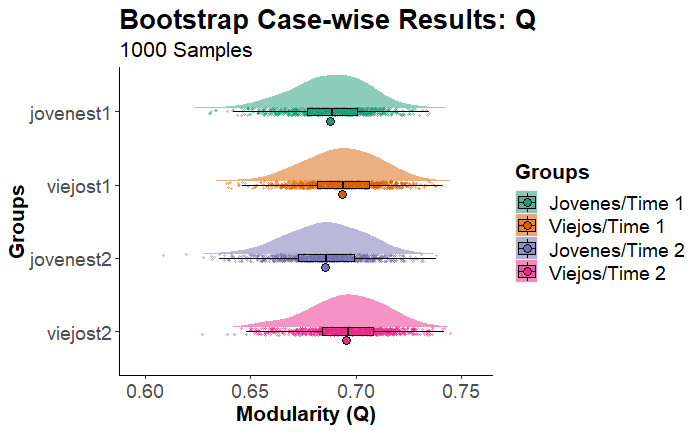 Bootstrap Case-wise Results: Q
1000 Samples
Groups
jovenest1
viejost1
jovenest2
viejost2
0.60
0.65
0.70
0.75
Modularity (Q)
Groups
Jovenes/Time 1
Viejos/Time 1
Jovenes/Time 2
Viejos/Time 2